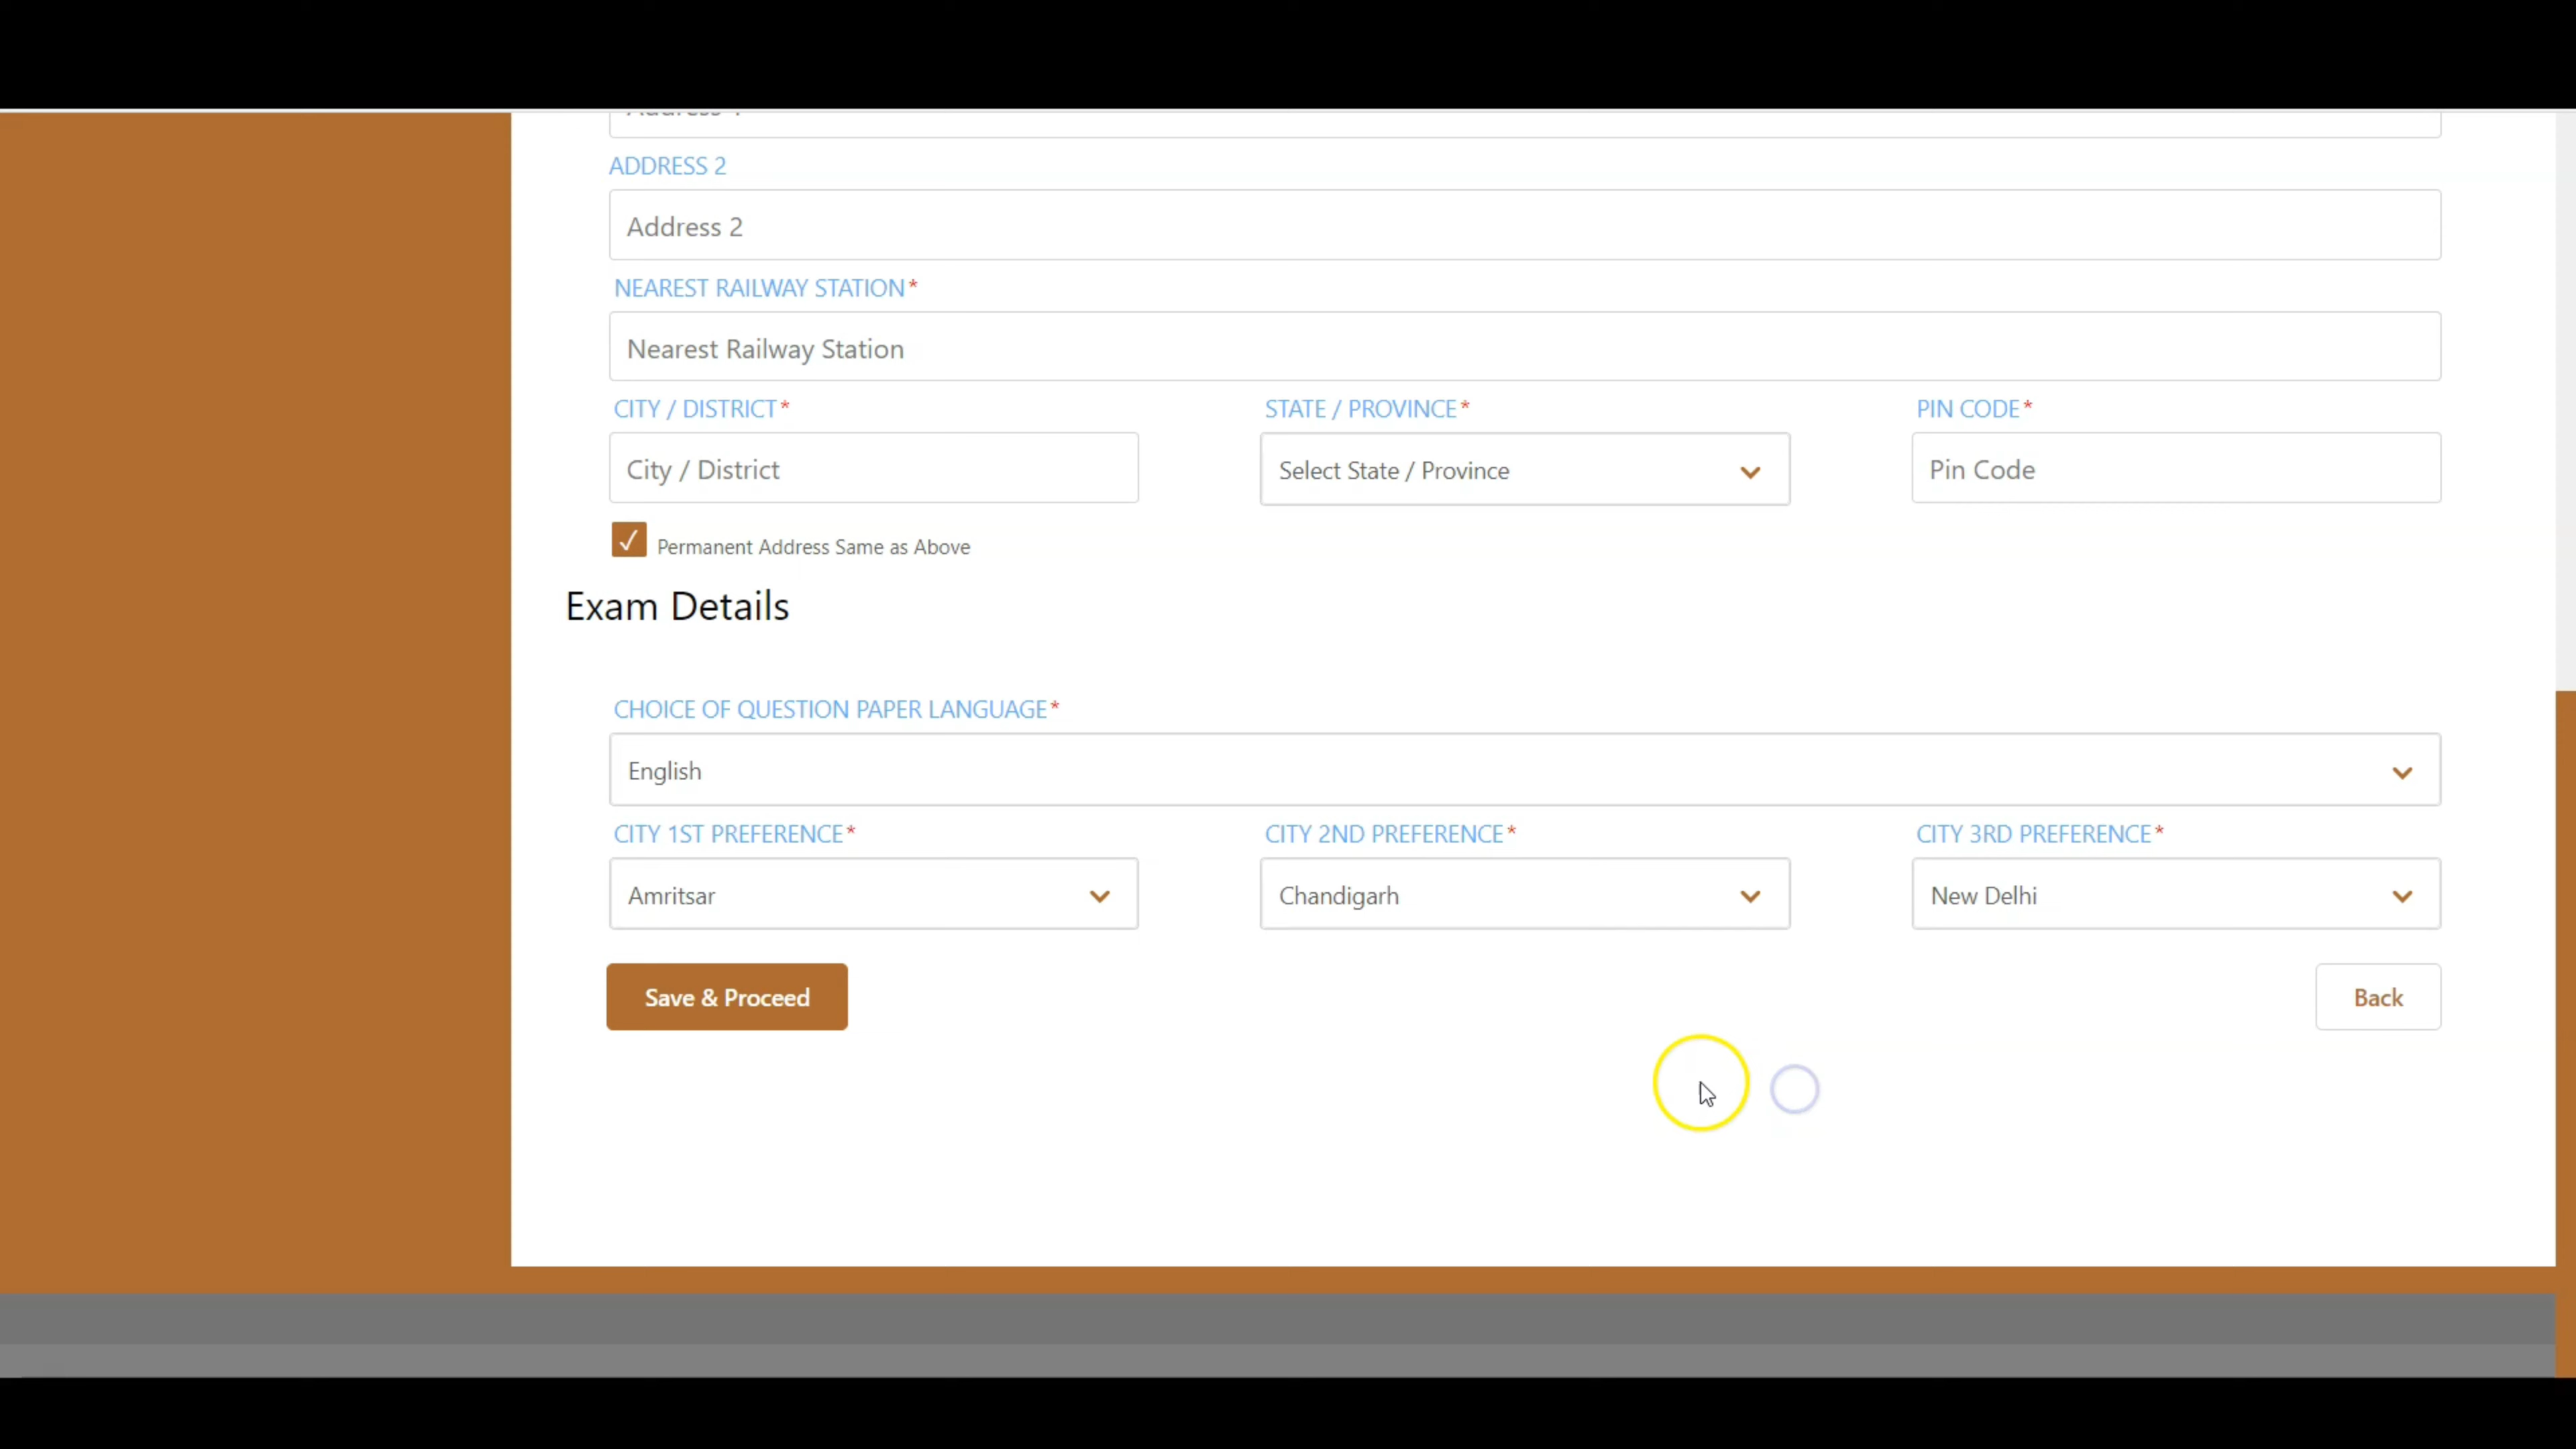 ADDRESS 2
Address 2
NEAREST RAILWAY STATION*
Nearest Railway Station
CITY / DISTRICT* STATE / PROVINCE* PIN CODE*
City / District Select State / Province Pin Code
Permanent Address Same as Above
Exam Details
CHOICE OF QUESTION PAPER LANGUAGE*
English
CITY 1ST PREFERENCE* CITY 2ND PREFERENCE* CITY 3RD PREFERENCE*
Amritsar Chandigarh New Delhi
Save & Proceed Back